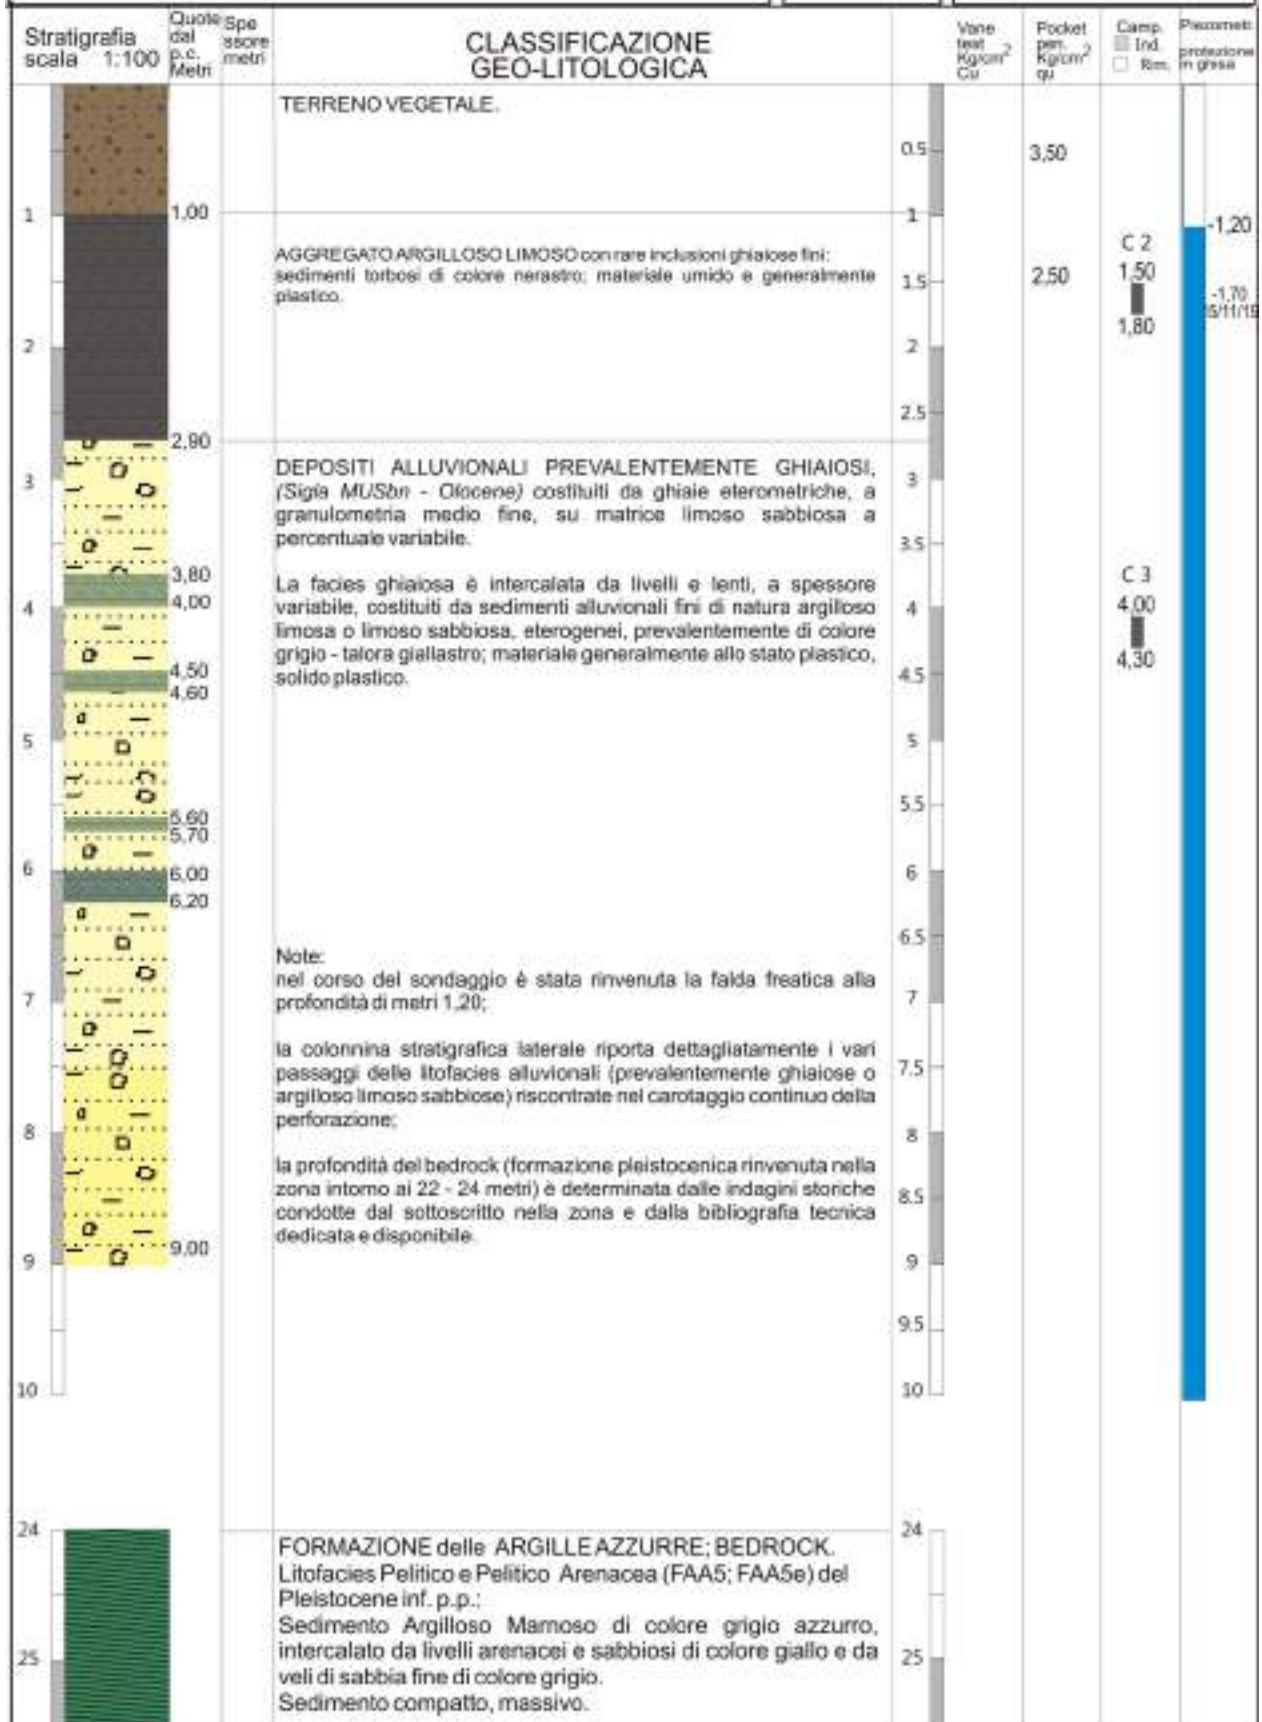 Stratigrafia
scala 1:100
Quote
dal
p.c.
Metri
Spe
ssore
metri
CLASSIFICAZIONE
GEO-LITOLOGICA
Vane
test
Kg/cm2
Cu
Pocket
pen.
Kg/cm2
qu
Camp.
Ind.
Rim.
Piezometri
protezione
in ghisa
TERRENO VEGETALE.
0.5
3,50
1
1,00
1
-1,20
AGGREGATO ARGILLOSO LIMOSO con rare inclusioni ghiaiose fini:
sedimenti torbosi di colore nerastro; materiale umido e generalmente
plastico.
1.5
2,50
C 2
1,50
1,80
-1,70
5/11/15
2
2
2.5
2,90
DEPOSITI ALLUVIONALI PREVALENTEMENTE GHIAIOSI,
(Sigla MUSbn - Olocene) costituiti da ghiaie eterometriche, a
granulometria medio fine, su matrice limoso sabbiosa a
percentuale variabile.
3
3
3.5
3,80
4,00
La facies ghiaiosa è intercalata da livelli e lenti, a spessore
variabile, costituiti da sedimenti alluvionali fini di natura argilloso
limosa o limoso sabbiosa, eterogenei, prevalentemente di colore
grigio - talora giallastro; materiale generalmente allo stato plastico,
solido plastico.
C 3
4,00
4,30
4
4
4,50
4,60
4.5
5
5
5.5
5,60
5,70
6
6,00
6,20
6
6.5
Note:
nel corso del sondaggio è stata rinvenuta la falda freatica alla
profondità di metri 1,20;
7
7
la colonnina stratigrafica laterale riporta dettagliatamente i vari
passaggi delle litofacies alluvionali (prevalentemente ghiaiose o
argilloso limoso sabbiose) riscontrate nel carotaggio continuo della
perforazione;
7.5
8
8
la profondità del bedrock (formazione pleistocenica rinvenuta nella
zona intorno ai 22 - 24 metri) è determinata dalle indagini storiche
condotte dal sottoscritto nella zona e dalla bibliografia tecnica
dedicata e disponibile.
8.5
9,00
9
9
9.5
10
10
24
24
FORMAZIONE delle ARGILLE AZZURRE; BEDROCK.
Litofacies Pelitico e Pelitico Arenacea (FAA5; FAA5e) del
Pleistocene inf. p.p.;
Sedimento Argilloso Marnoso di colore grigio azzurro,
intercalato da livelli arenacei e sabbiosi di colore giallo e da
veli di sabbia fine di colore grigio.
Sedimento compatto, massivo.
25
25